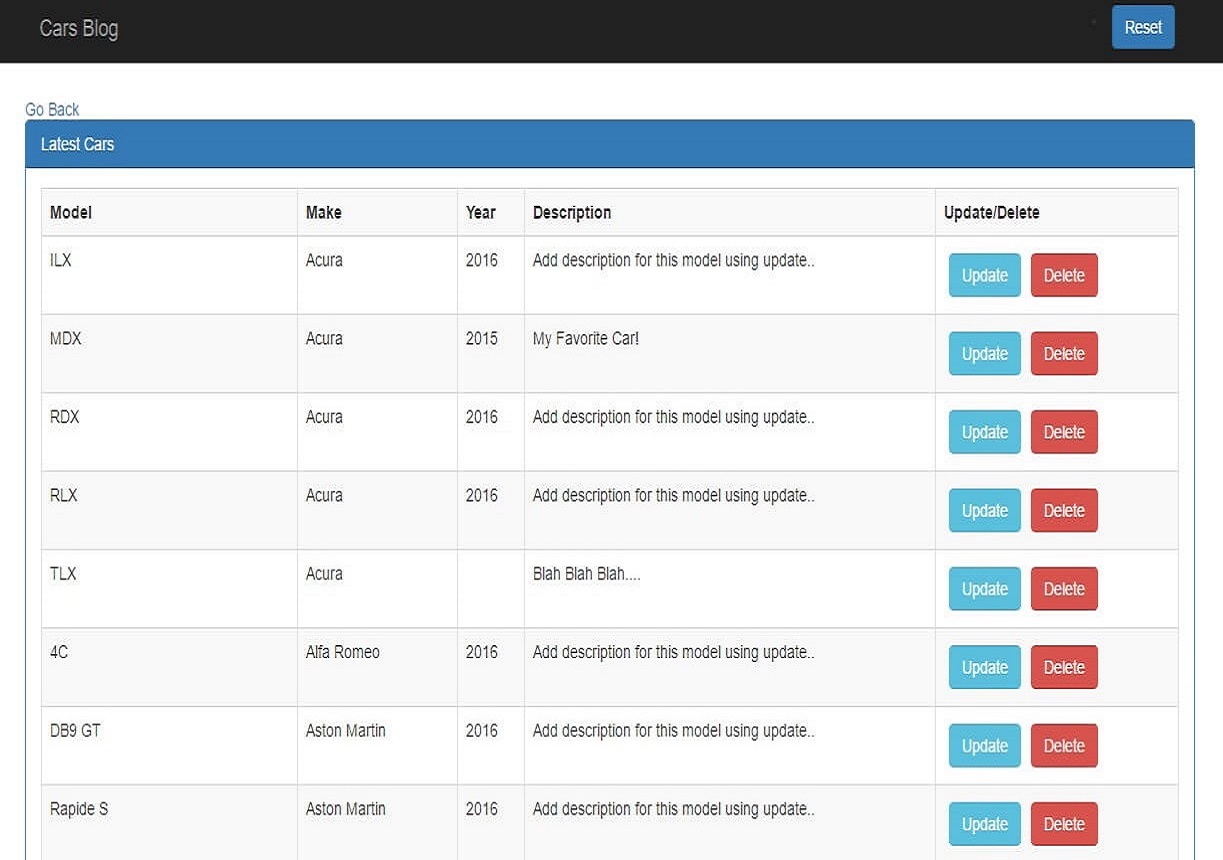 Cars Blog Reset
Go Back
Latest Cars
Model Make Year Description Update/Delete
ILX Acura 2016 Add description for this model using update.. Update Delete
MDX Acura 2015 My Favorite Car! Update Delete
RDX Acura 2016 Add description for this model using update.. Update Delete
RLX Acura 2016 Add description for this model using update.. Update Delete
TLX Acura Blah Blah Blah.... Update Delete
4C Alfa Romeo 2016 Add description for this model using update.. Update Delete
DB9 GT Aston Martin 2016 Add description for this model using update.. Update Delete
Rapide S Aston Martin 2016 Add description for this model using update.. Update Delete